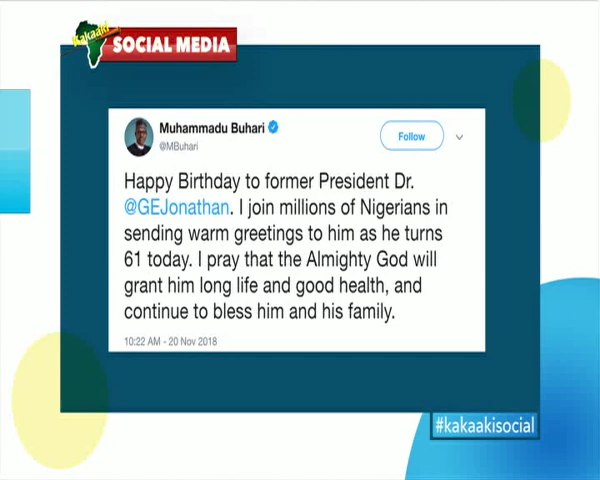 Kakaaki
SOCIAL MEDIA
Muhammadu Buhari
@MBuhari
Follow
Happy Birthday to former President Dr.
@GEJonathan. I join millions of Nigerians in
sending warm greetings to him as he turns
61 today. I pray that the Almighty God will
grant him long life and good health, and
continue to bless him and his family.
10:22 AM - 20 Nov 2018
#kakaakisocial